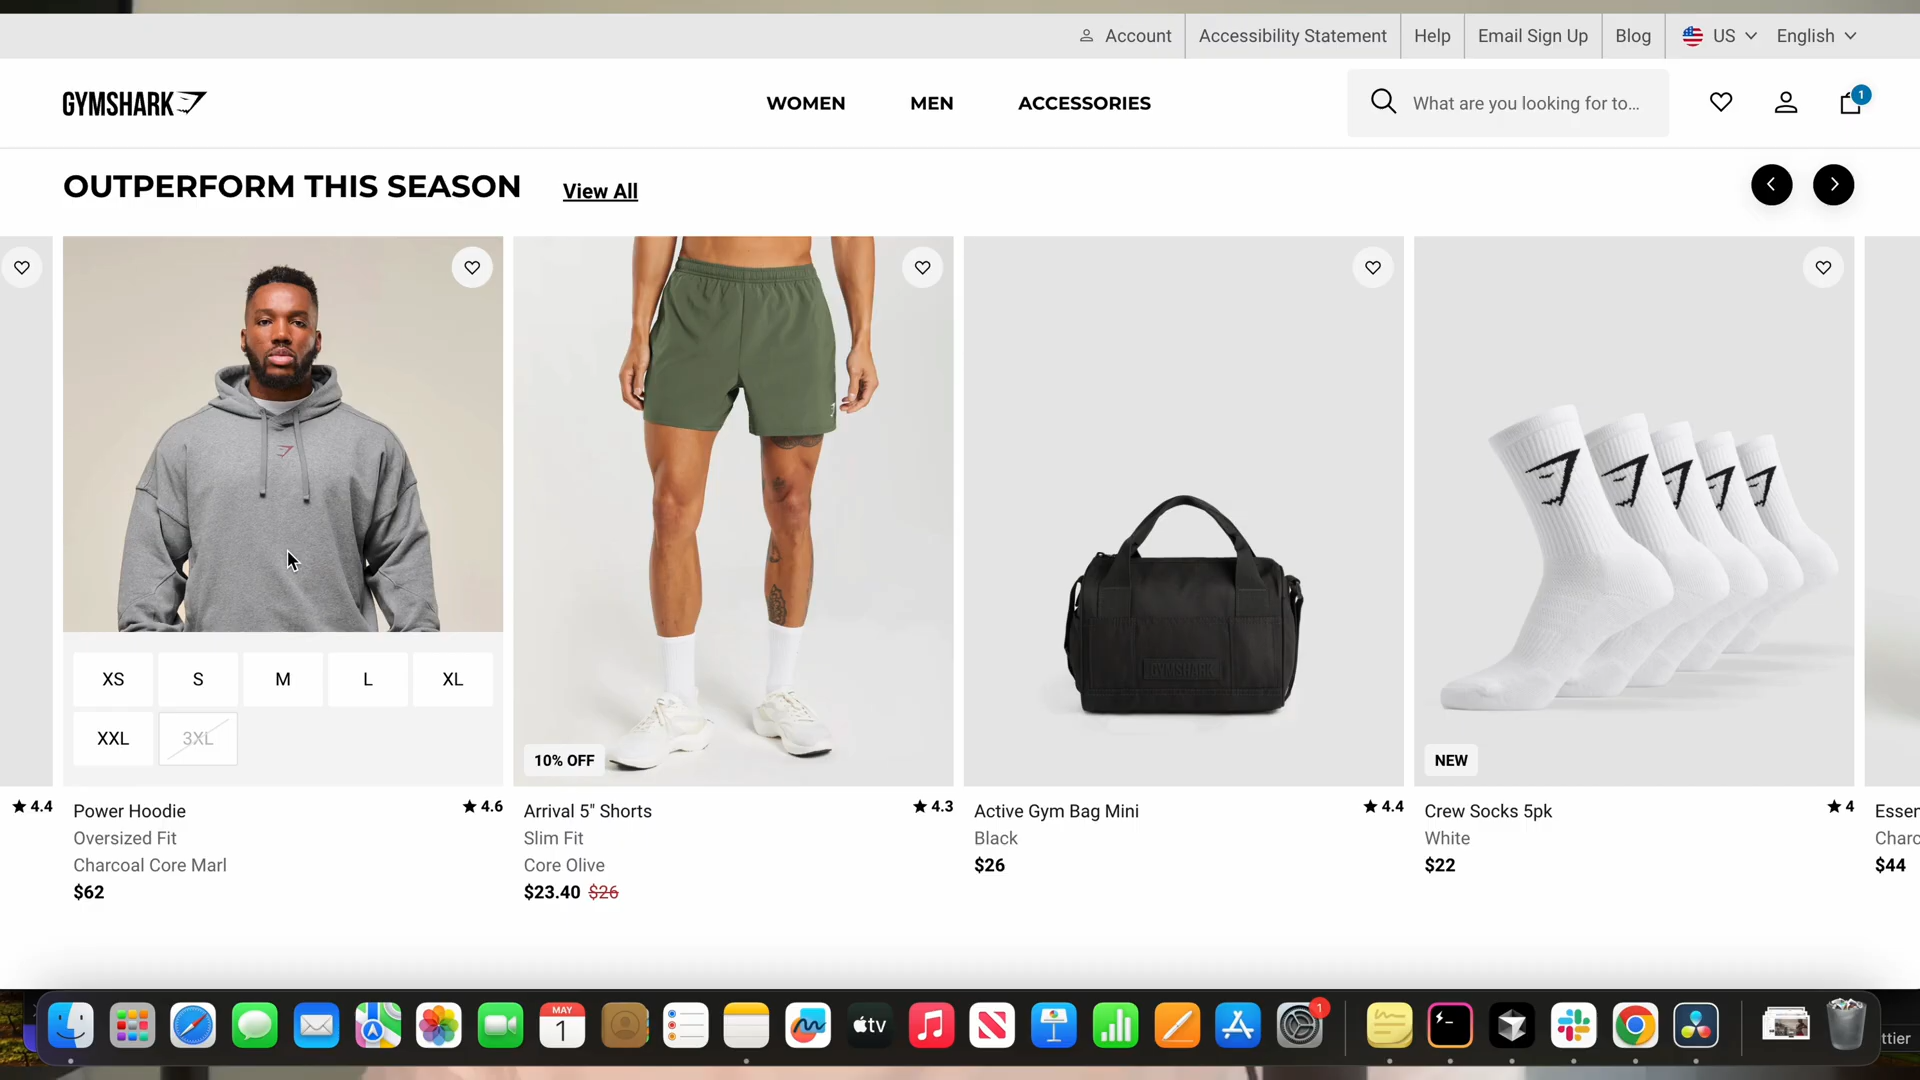 Account
Accessibility Statement
Help
Email Sign Up
Blog
US
English
GYMSHARK
WOMEN
MEN
ACCESSORIES
What are you looking for to...
1
OUTPERFORM THIS SEASON
View All
XS
S
M
L
XL
XXL
3XL
10% OFF
GYMSHARK
NEW
4.4
Power Hoodie
4.6
Oversized Fit
Charcoal Core Marl
$62
Arrival 5" Shorts
4.3
Slim Fit
Core Olive
$23.40 $26
Active Gym Bag Mini
4.4
Black
$26
Crew Socks 5pk
4
White
$22
Esser
Charc
$44
MAY
1
tv
1
ttier